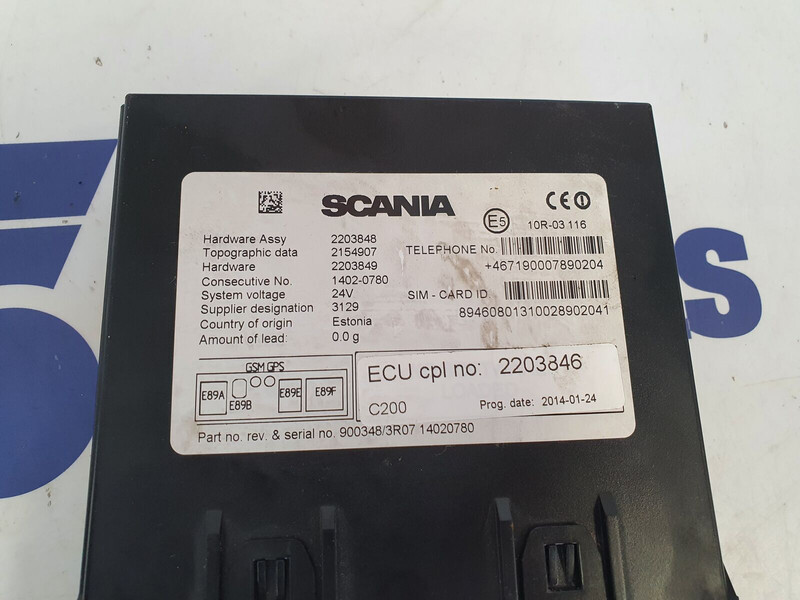 SCANIA
CE
E5
10R-03 116
Hardware Assy 2203848
Topographic data 2154907
Hardware 2203849
Consecutive No. 1402-0780
System voltage 24V
Supplier designation 3129
Country of origin Estonia
Amount of lead: 0.0 g
TELEPHONE No.
+467190007890204
SIM - CARD ID
89460801310028902041
GSM GPS
E89A
E89B
E89E
E89F
ECU cpl no: 2203846
C200 Prog. date: 2014-01-24
Part no. rev. & serial no. 900348/3R07 14020780